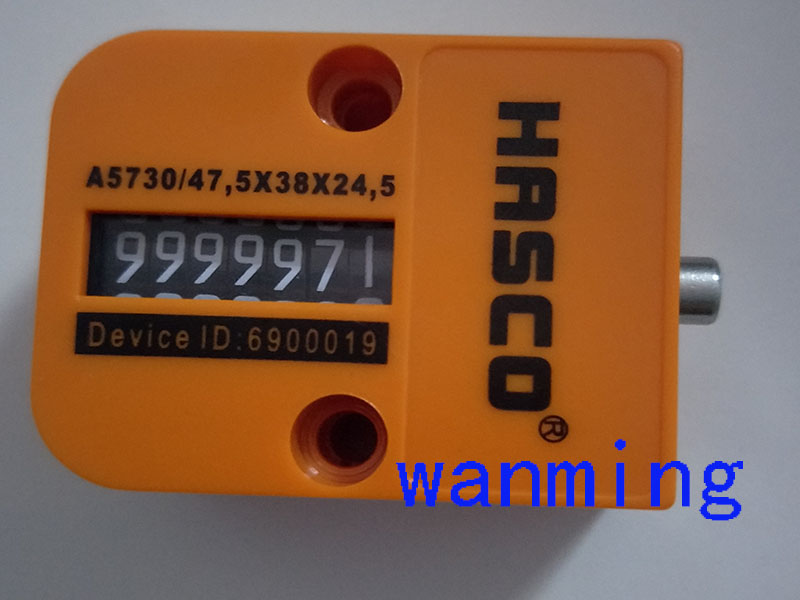 A5730/47,5X38X24,5
9999971
Device ID:6900019
HASCO®
wanming